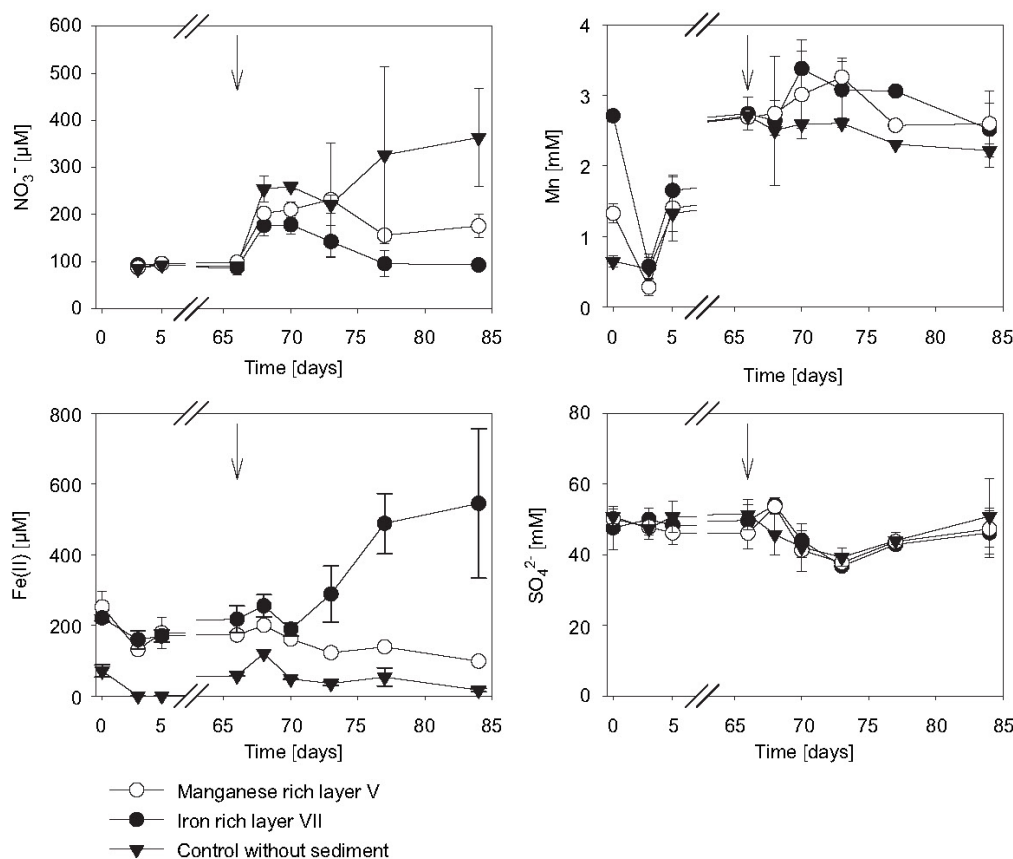 600
500
400
300
200
100
0
NO3- [µM]
0 5 65 70 75 80 85
Time [days]
4
3
2
1
0
Mn [mM]
0 5 65 70 75 80 85
Time [days]
800
600
400
200
0
Fe(II) [µM]
0 5 65 70 75 80 85
Time [days]
80
60
40
20
0
SO4 2- [mM]
0 5 65 70 75 80 85
Time [days]
Manganese rich layer V
Iron rich layer VII
Control without sediment